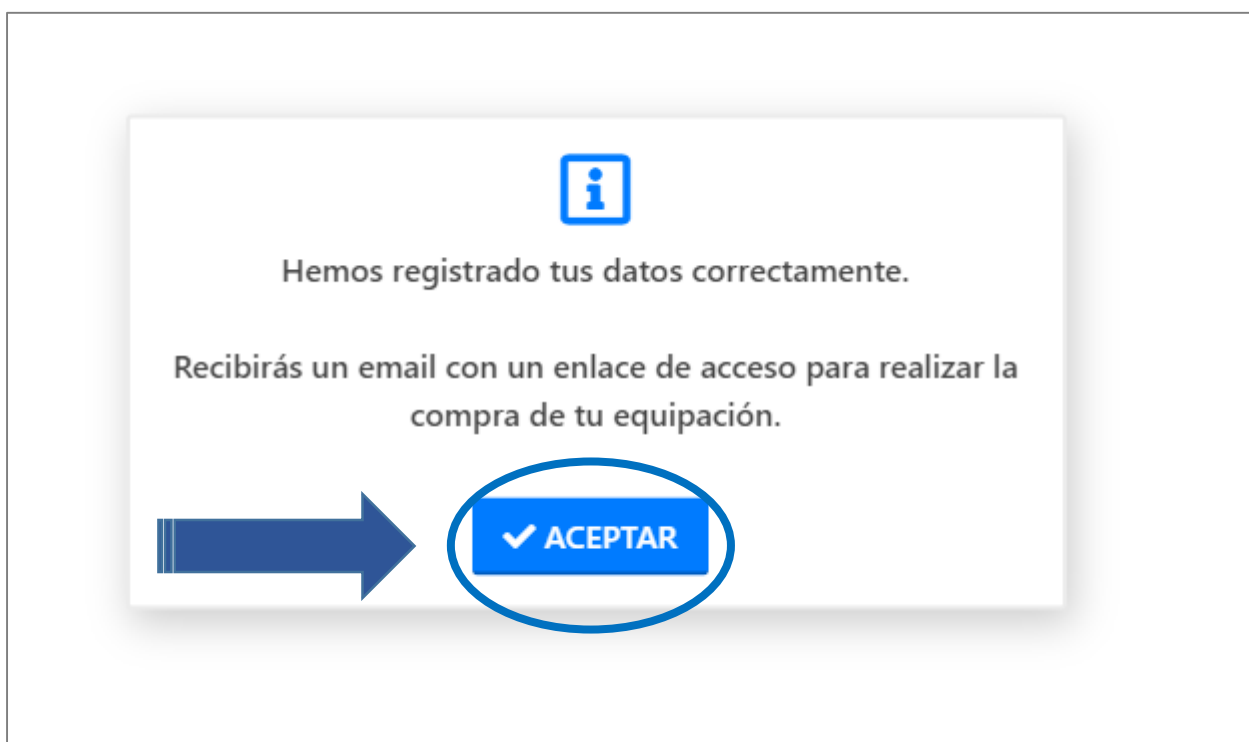 Hemos registrado tus datos correctamente.
Recibirás un email con un enlace de acceso para realizar la
compra de tu equipación.
ACEPTAR